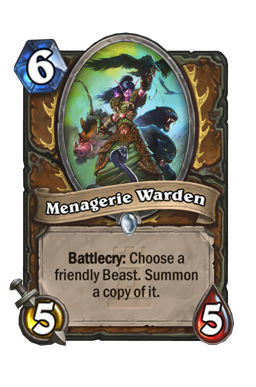 6
Menagerie Warden
Battlecry: Choose a
friendly Beast. Summon
a copy of it.
5 5